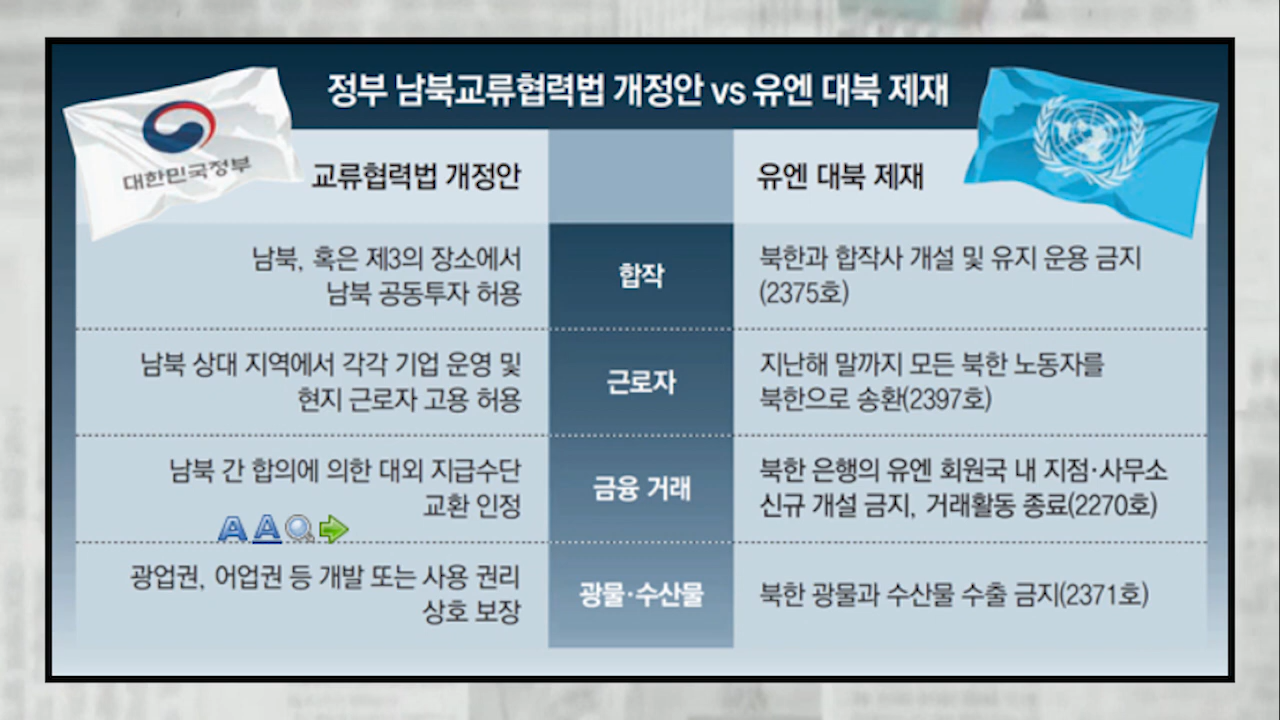 정부 남북교류협력법 개정안 vs 유엔 대북 제재
대한민국정부
교류협력법 개정안
유엔 대북 제재
남북, 혹은 제3의 장소에서
남북 공동투자 허용
합작
북한과 합작사 개설 및 유지 운용 금지
(2375호)
남북 상대 지역에서 각각 기업 운영 및
현지 근로자 고용 허용
근로자
지난해 말까지 모든 북한 노동자를
북한으로 송환(2397호)
남북 간 합의에 의한 대외 지급수단
교환 인정
금융 거래
북한 은행의 유엔 회원국 내 지점·사무소
신규 개설 금지, 거래활동 종료(2270호)
A A
광업권, 어업권 등 개발 또는 사용 권리
상호 보장
광물·수산물
북한 광물과 수산물 수출 금지(2371호)